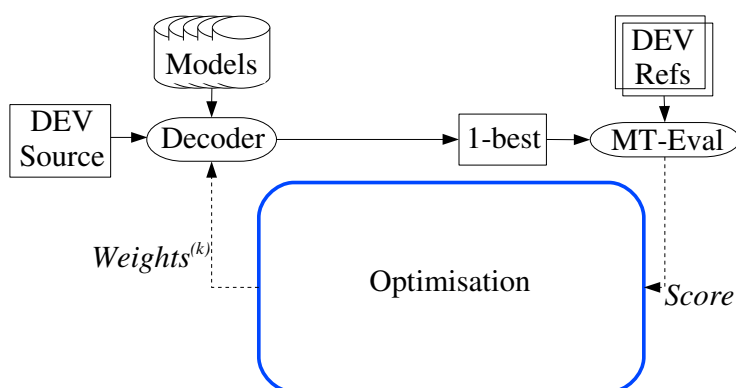 Models
DEV
Refs
DEV
Source
Decoder
1-best
MT-Eval
Weights^(k)
Optimisation
Score